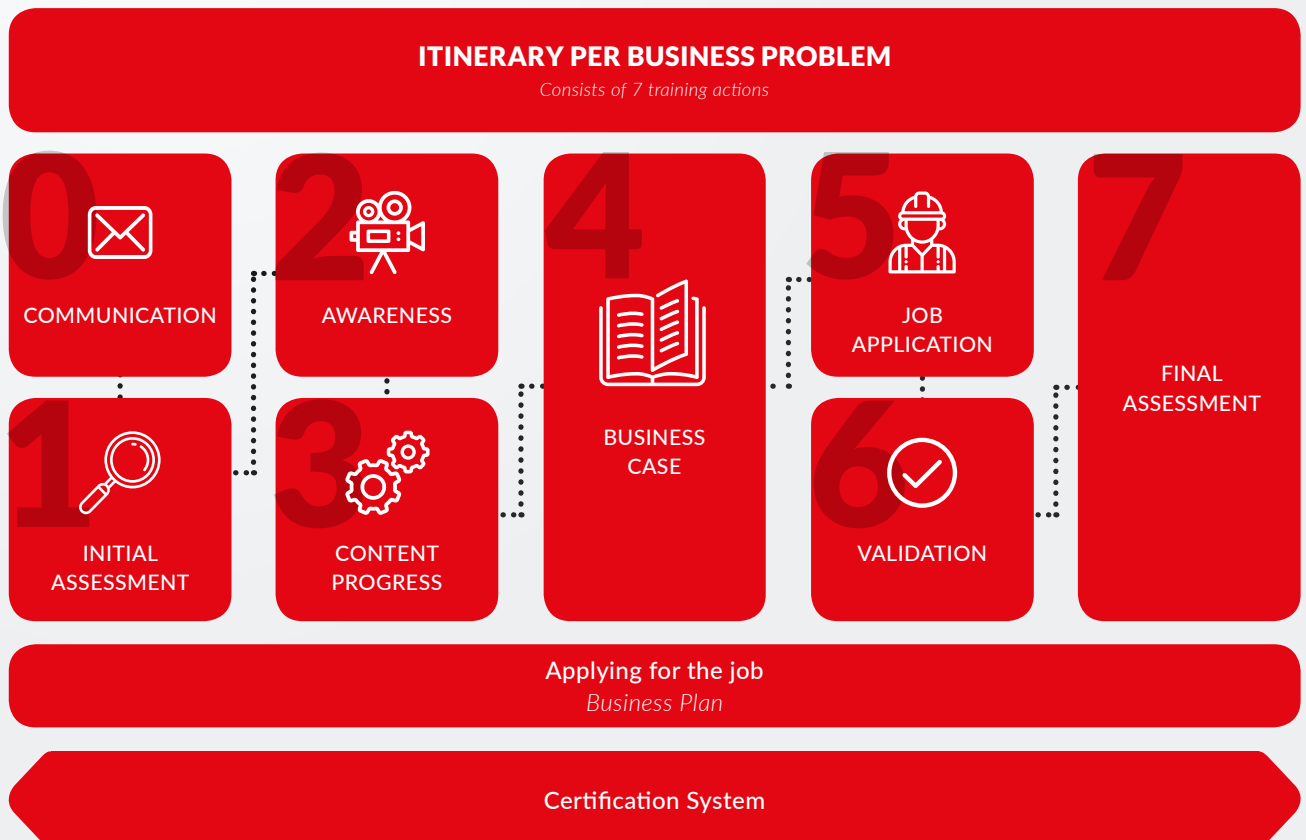 ITINERARY PER BUSINESS PROBLEM
Consists of 7 training actions
0
COMMUNICATION
1
INITIAL
ASSESSMENT
2
AWARENESS
3
CONTENT
PROGRESS
4
BUSINESS
CASE
5
JOB
APPLICATION
6
VALIDATION
7
FINAL
ASSESSMENT
Applying for the job
Business Plan
Certification System